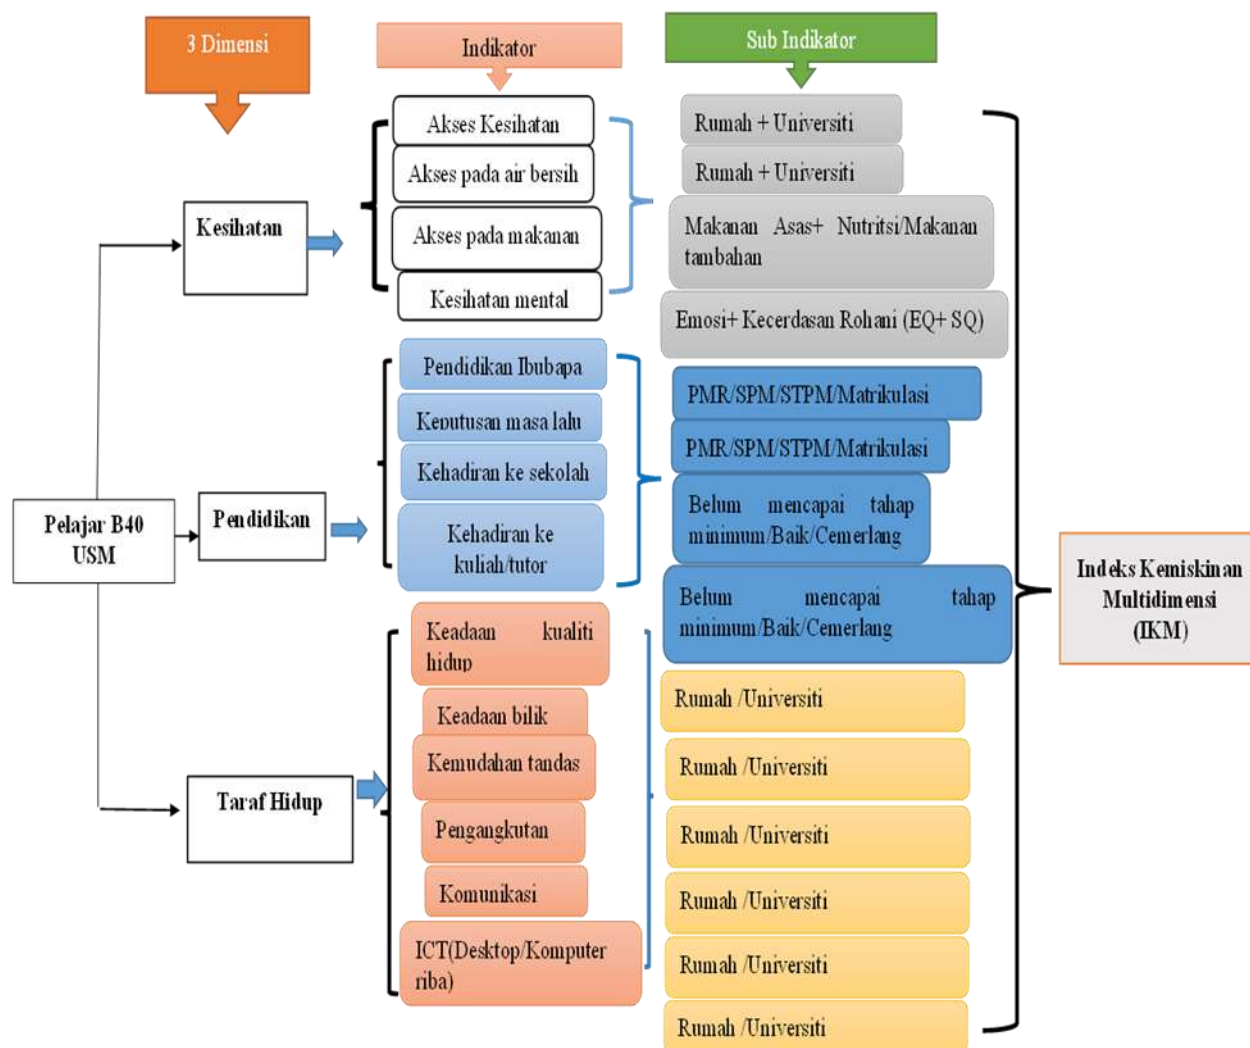 3 Dimensi
Indikator
Sub Indikator
Akses Kesihatan
Akses pada air bersih
Akses pada makanan
Kesihatan mental
Rumah + Universiti
Rumah + Universiti
Makanan Asas+ Nutritsi/Makanan
tambahan
Emosi+ Kecerdasan Rohani (EQ+ SQ)
Kesihatan
Pendidikan Ibubapa
Keputusan masa lalu
Kehadiran ke sekolah
Kehadiran ke
kuliah/tutor
PMR/SPM/STPM/Matrikulasi
PMR/SPM/STPM/Matrikulasi
Belum mencapai tahap
minimum/Baik/Cemerlang
Belum mencapai tahap
minimum/Baik/Cemerlang
Pelajar B40
USM
Pendidikan
Taraf Hidup
Keadaan kualiti
hidup
Keadaan bilik
Kemudahan tandas
Pengangkutan
Komunikasi
ICT(Desktop/Komputer
riba)
Rumah /Universiti
Rumah /Universiti
Rumah /Universiti
Rumah /Universiti
Rumah /Universiti
Rumah /Universiti
Indeks Kemiskinan
Multidimensi
(IKM)